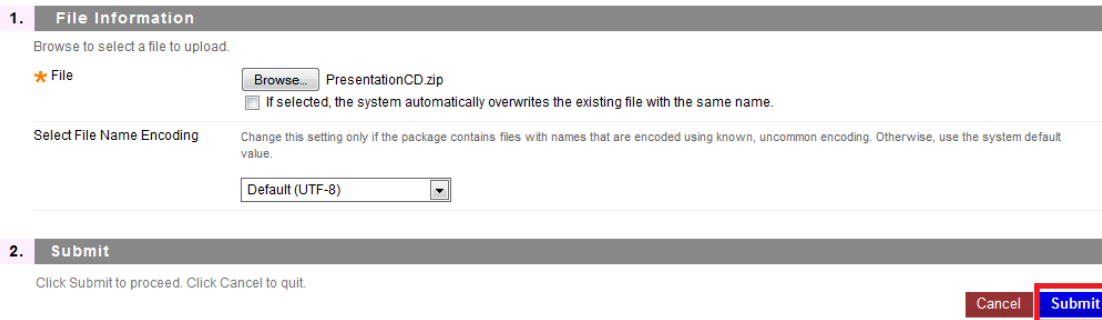 1. File Information
Browse to select a file to upload.
* File Browse... PresentationCD.zip
If selected, the system automatically overwrites the existing file with the same name.
Select File Name Encoding Change this setting only if the package contains files with names that are encoded using known, uncommon encoding. Otherwise, use the system default
value.
Default (UTF-8)
2. Submit
Click Submit to proceed. Click Cancel to quit.
Cancel Submit